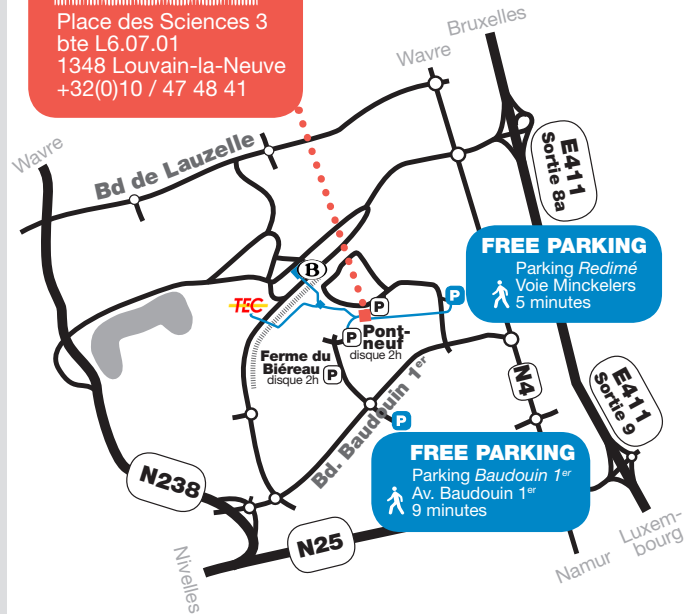 Place des Sciences 3
bte L6.07.01
1348 Louvain-la-Neuve
+32(0)10 / 47 48 41
Bruxelles
Wavre
Wavre
Bd de Lauzelle
E411
Sortie 8a
FREE PARKING
Parking Redimé
Voie Minckelers
5 minutes
B
TEC
P
P
P
Pont-
neuf
disque 2h
Ferme du
Biéreau
disque 2h
P
N4
E411
Sortie 9
Bd. Baudouin 1er
P
FREE PARKING
Parking Baudouin 1er
Av. Baudouin 1er
9 minutes
N238
N25
Nivelles
Namur
Luxem-
bourg